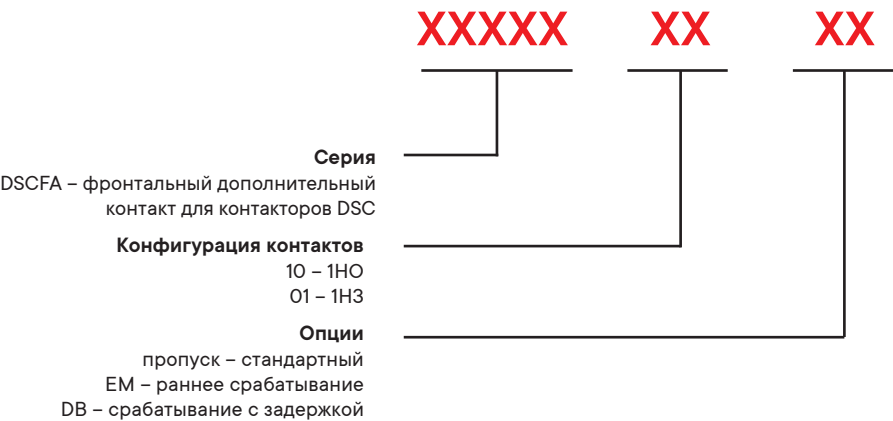 XXXXX XX XX
Серия
DSCFA – фронтальный дополнительный
контакт для контакторов DSC
Конфигурация контактов
10 – 1НО
01 – 1НЗ
Опции
пропуск – стандартный
EM – раннее срабатывание
DB – срабатывание с задержкой